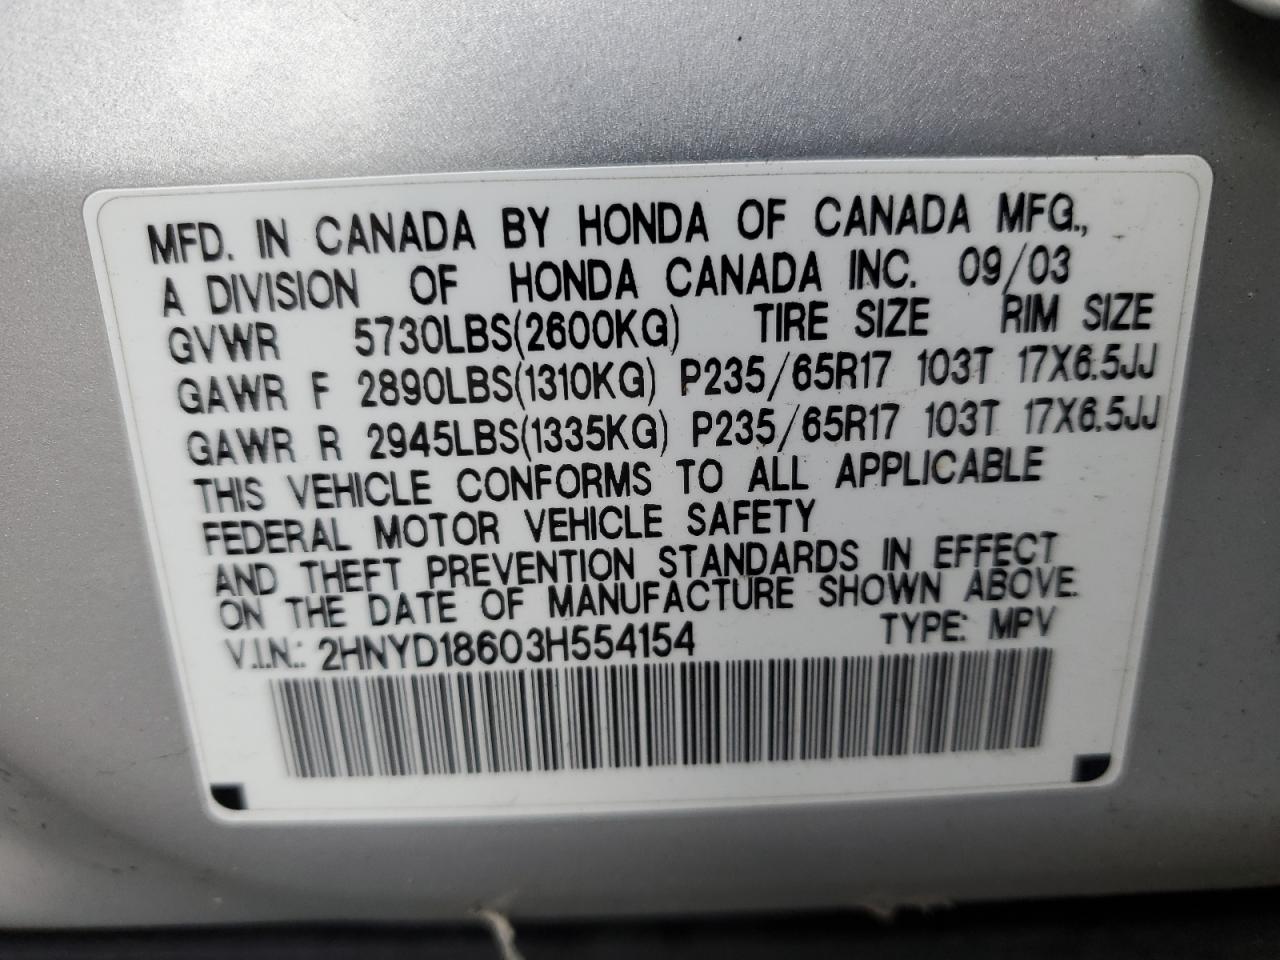 MFD. IN CANADA BY HONDA OF CANADA MFG.,
A DIVISION OF HONDA CANADA INC. 09/03
GVWR 5730LBS(2600KG) TIRE SIZE RIM SIZE
GAWR F 2890LBS(1310KG) P235/65R17 103T 17X6.5JJ
GAWR R 2945LBS(1335KG) P235/65R17 103T 17X6.5JJ
THIS VEHICLE CONFORMS TO ALL APPLICABLE
FEDERAL MOTOR VEHICLE SAFETY
AND THEFT PREVENTION STANDARDS IN EFFECT
ON THE DATE OF MANUFACTURE SHOWN ABOVE.
V.I.N.: 2HNYD18603H554154 TYPE: MPV